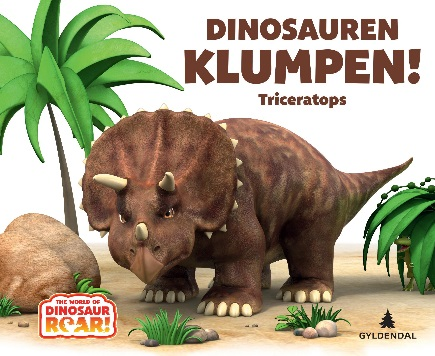 DINOSAUREN
KLUMPEN!
Triceratops
THE WORLD OF
DINOSAUR
ROAR!
GYLDENDAL